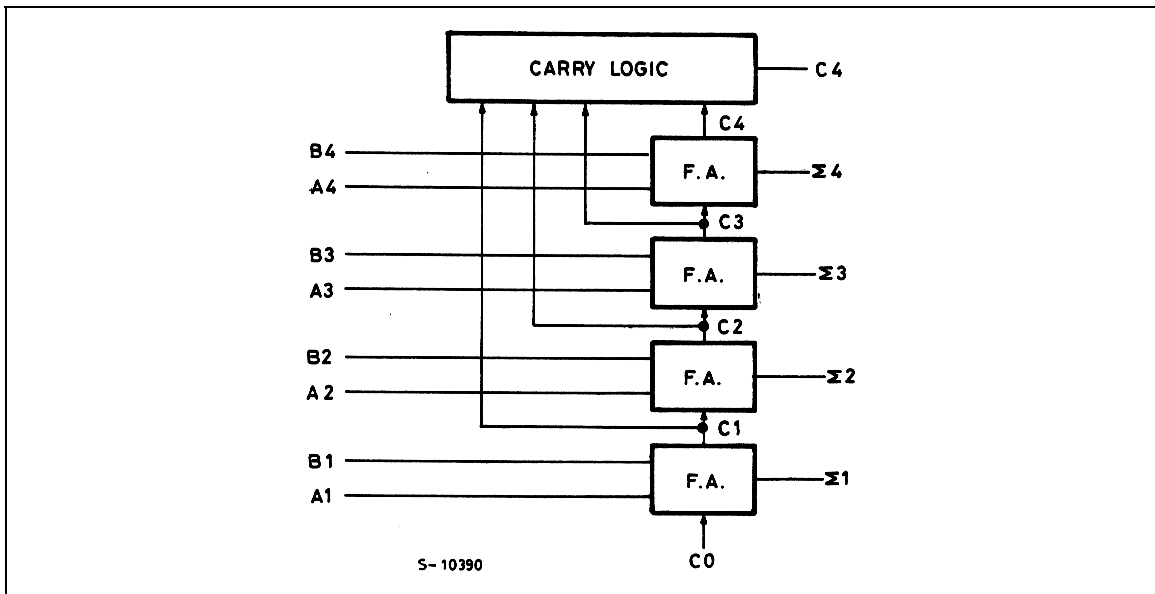 CARRY LOGIC
C4
C4
B4
F.A.
Σ4
A4
C3
B3
F.A.
Σ3
A3
C2
B2
F.A.
Σ2
A2
C1
B1
F.A.
Σ1
A1
C0
S-10390